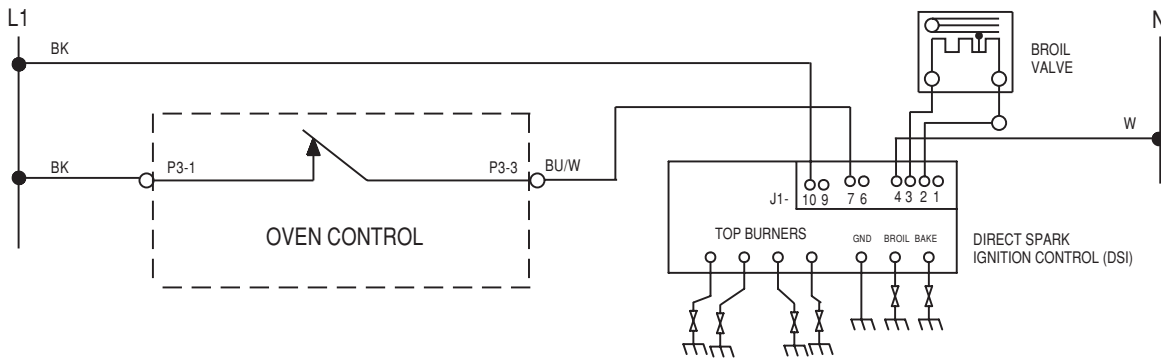 L1
N
BK
BROIL
VALVE
W
BK
P3-1
P3-3
BU/W
J1-
10 9
7 6
4 3 2 1
OVEN CONTROL
TOP BURNERS
GND
BROIL
BAKE
DIRECT SPARK
IGNITION CONTROL (DSI)